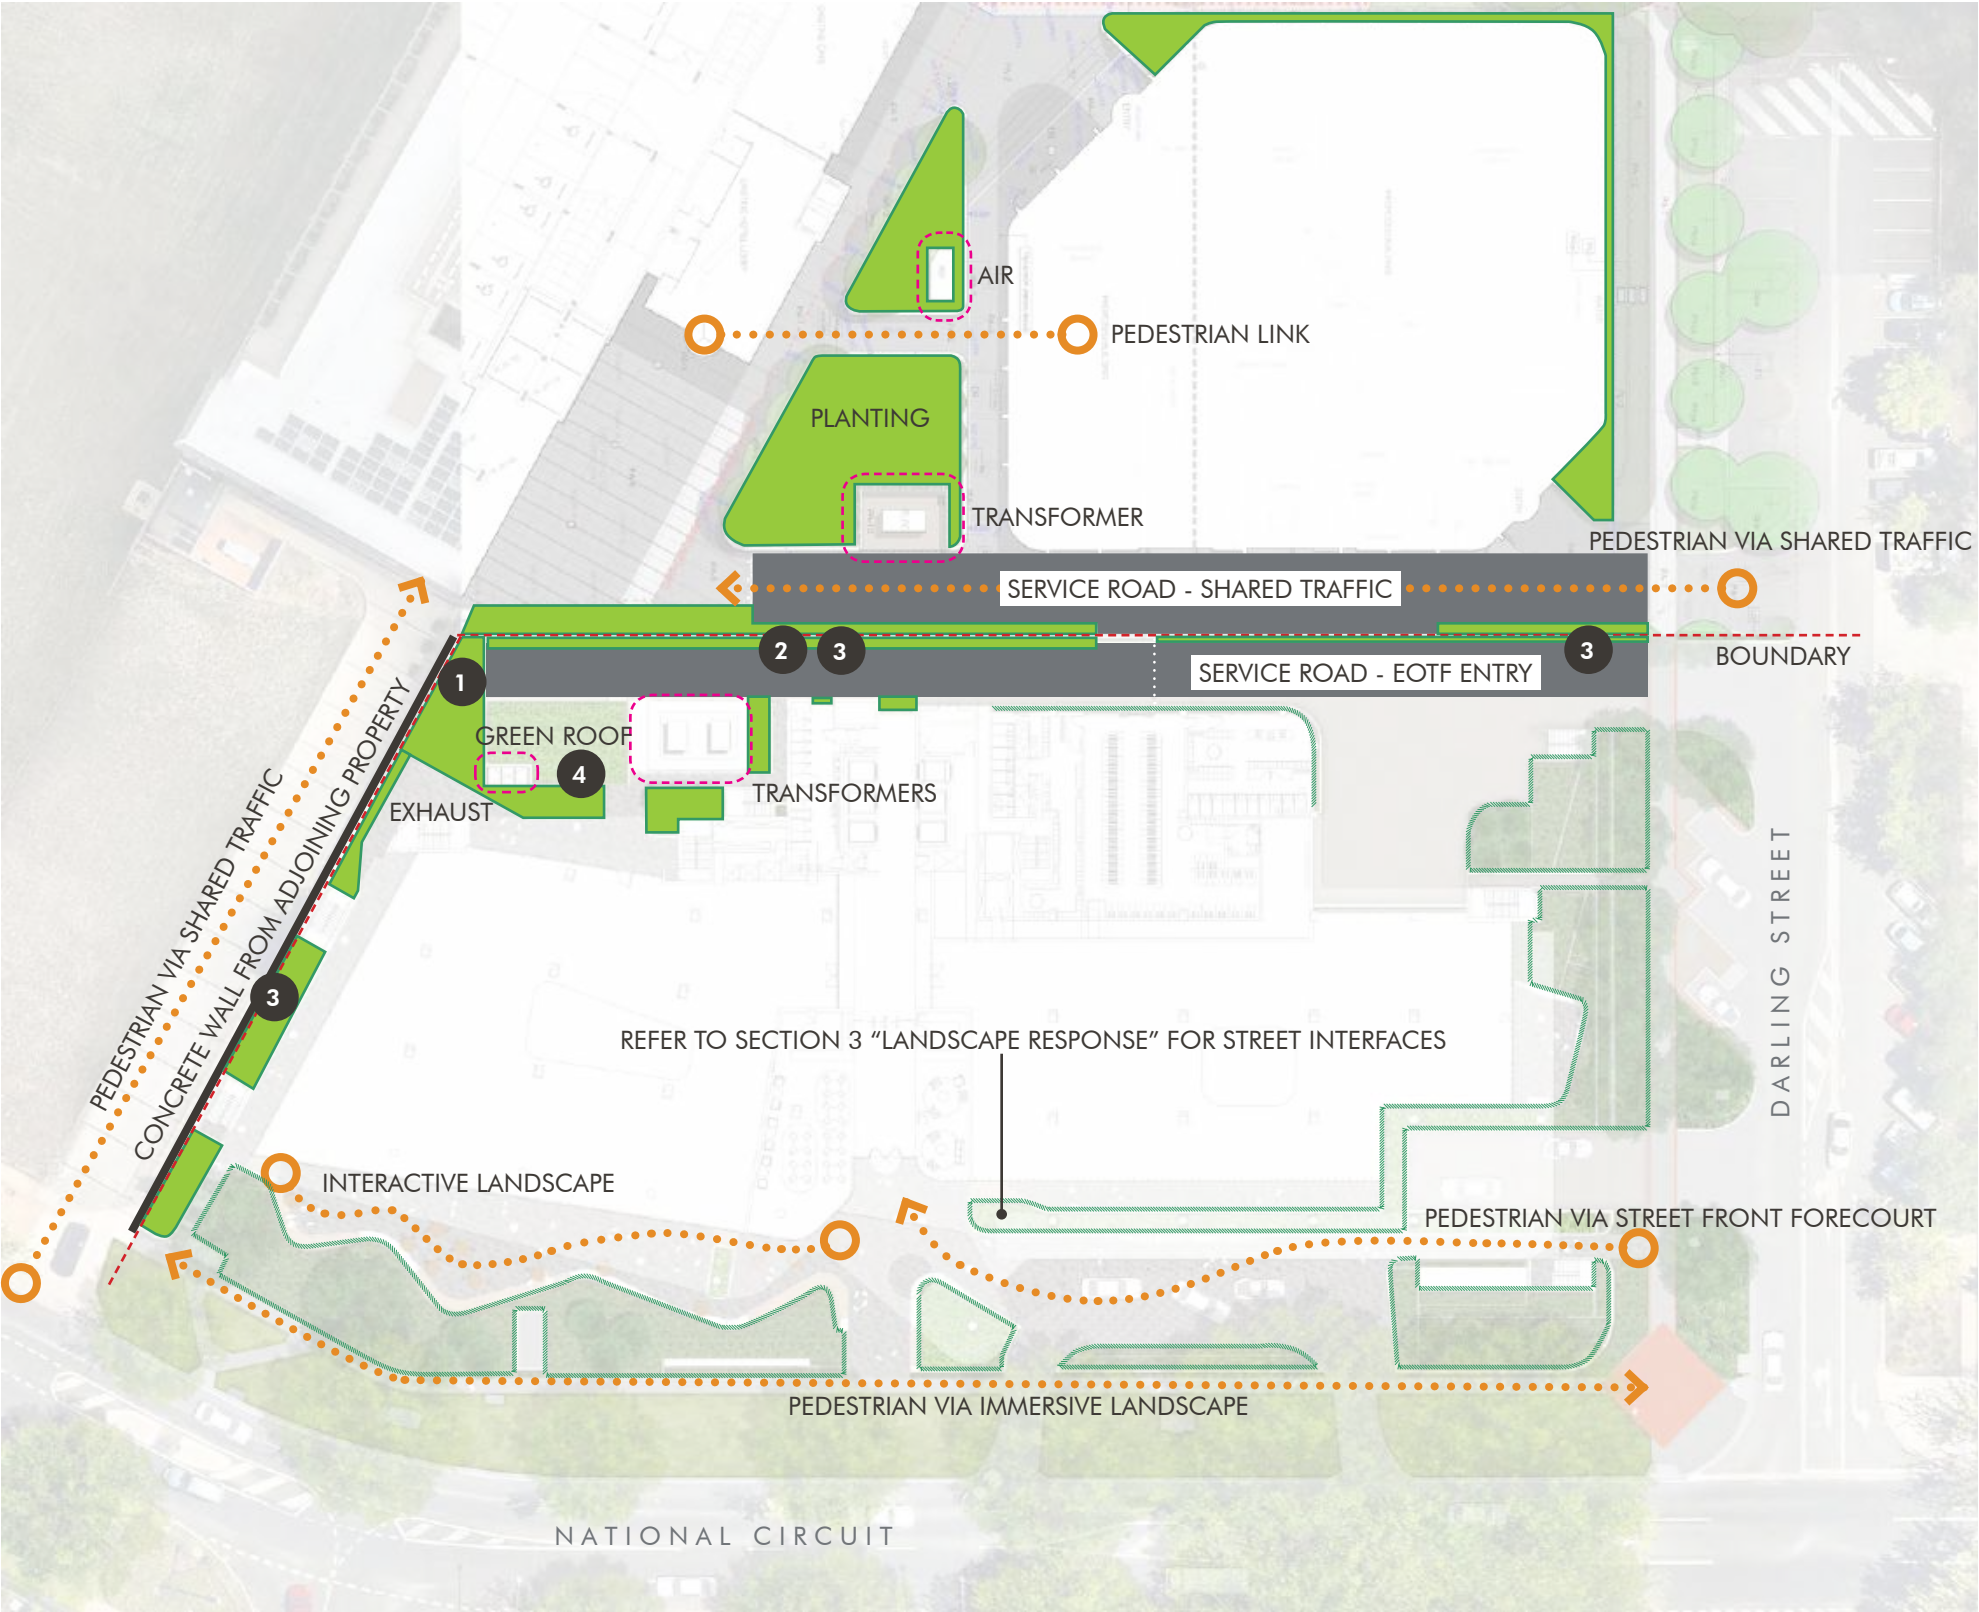 AIR
PEDESTRIAN LINK
PLANTING
TRANSFORMER
PEDESTRIAN VIA SHARED TRAFFIC
SERVICE ROAD - SHARED TRAFFIC
2
3
3
BOUNDARY
SERVICE ROAD - EOTF ENTRY
1
GREEN ROOF
4
TRANSFORMERS
EXHAUST
PEDESTRIAN VIA SHARED TRAFFIC
CONCRETE WALL FROM ADJOINING PROPERTY
3
DARLING STREET
REFER TO SECTION 3 “LANDSCAPE RESPONSE” FOR STREET INTERFACES
INTERACTIVE LANDSCAPE
PEDESTRIAN VIA STREET FRONT FORECOURT
PEDESTRIAN VIA IMMERSIVE LANDSCAPE
NATIONAL CIRCUIT